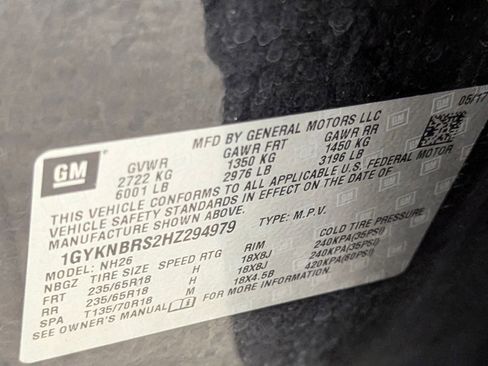 GM
MFD BY GENERAL MOTORS LLC
05/17
GVWR GAWR FRT GAWR RR
2722 KG 1350 KG 1450 KG
6001 LB 2976 LB 3196 LB
THIS VEHICLE CONFORMS TO ALL APPLICABLE U.S. FEDERAL MOTOR
VEHICLE SAFETY STANDARDS IN EFFECT ON THE DATE OF
MANUFACTURE SHOWN ABOVE.
1GYKNBRS2HZ294979 TYPE: M.P.V.
MODEL: NH26
NBGZ TIRE SIZE SPEED RTG RIM COLD TIRE PRESSURE
FRT 235/65R18 H 18X8J 240KPA(35PSI)
RR 235/65R18 H 18X8J 240KPA(35PSI)
SPA T135/70R18 M 18X4.5B 420KPA(60PSI)
SEE OWNER'S MANUAL FOR MORE INFORMATION.